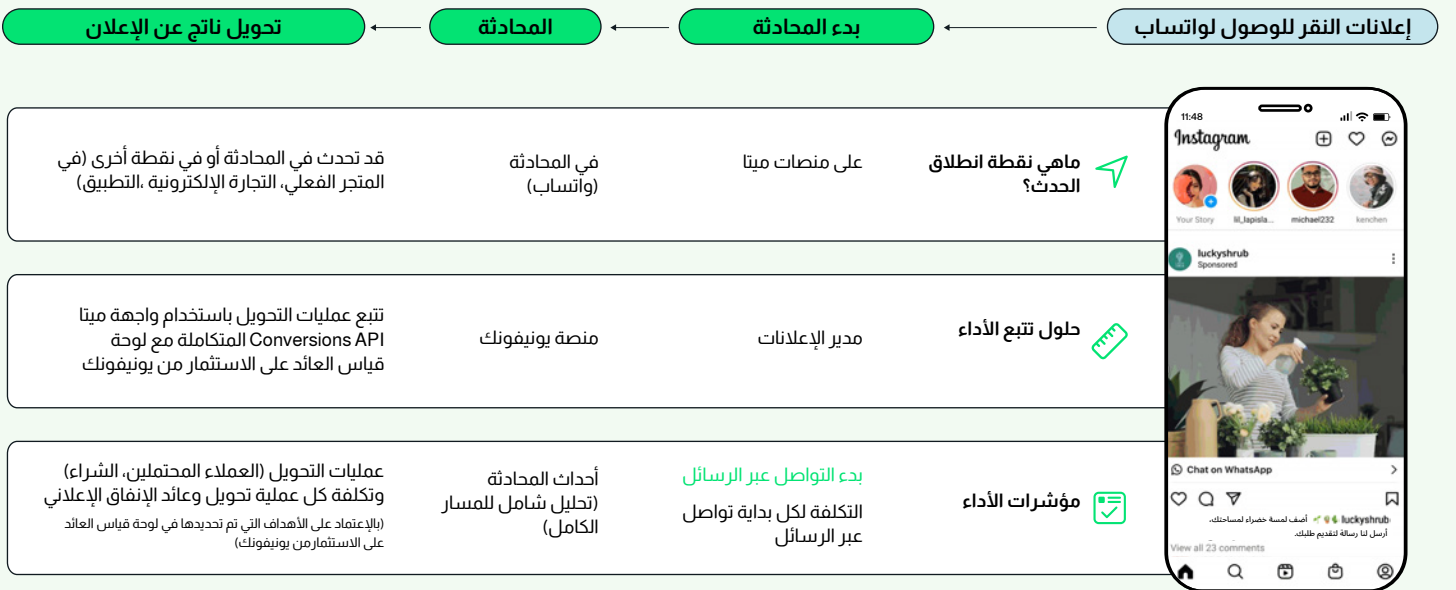 إعلانات النقر للوصول لواتساب
بدء المحادثة
المحادثة
تحويل ناتج عن الإعلان
11:48
Instagram
Your Story
lil_lapisla...
michael232
kenchen
luckyshrub
Sponsored
Chat on WhatsApp
luckyshrub أضف لمسة خضراء لمساحتك،
أرسل لنا رسالة لتقديم طلبك.
View all 23 comments
ماهي نقطة انطلاق
الحدث؟
على منصات ميتا
في المحادثة
(واتساب)
قد تحدث في المحادثة أو في نقطة أخرى (في
المتجر الفعلي، التجارة الإلكترونية ،التطبيق)
حلول تتبع الأداء
مدير الإعلانات
منصة يونيفونك
تتبع عمليات التحويل باستخدام واجهة ميتا
Conversions API المتكاملة مع لوحة
قياس العائد على الاستثمار من يونيفونك
مؤشرات الأداء
بدء التواصل عبر الرسائل
التكلفة لكل بداية تواصل
عبر الرسائل
أحداث المحادثة
(تحليل شامل للمسار
الكامل)
عمليات التحويل (العملاء المحتملين، الشراء)
وتكلفة كل عملية تحويل وعائد الإنفاق الإعلاني
(بالإعتماد على الأهداف التي تم تحديدها في لوحة قياس العائد
على الاستثمارمن يونيفونك)